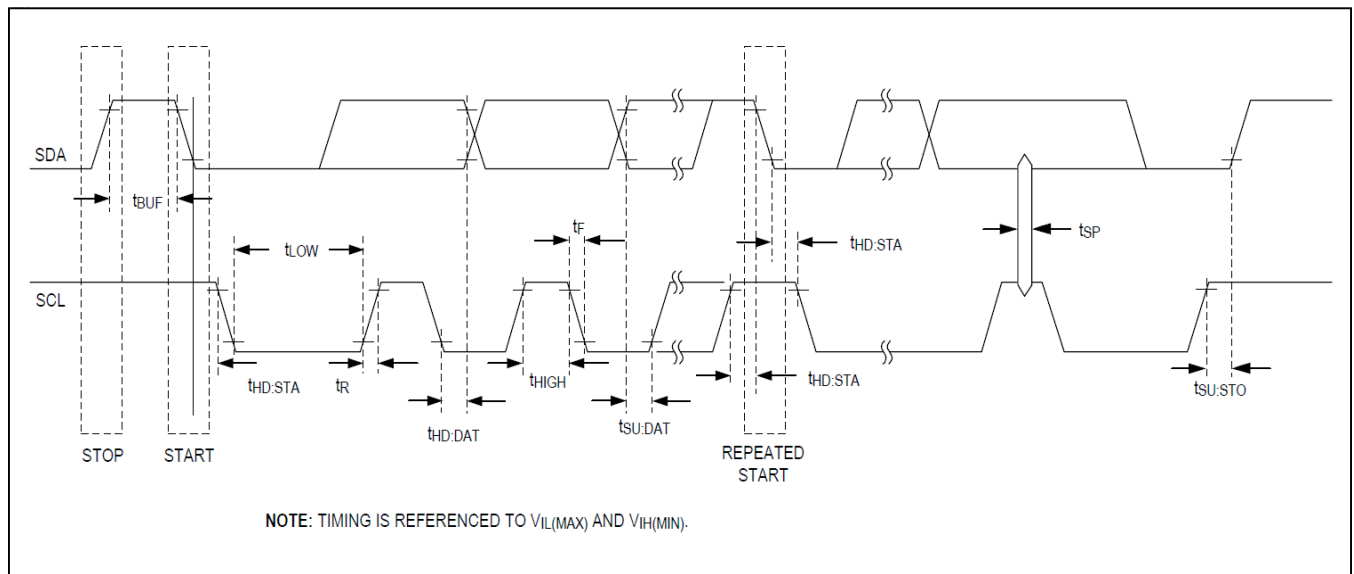 SDA
tBUF
tF
tLOW
tHD:STA
tSP
SCL
tHD:STA
tR
tHIGH
tHD:STA
tSU:STO
tHD:DAT
tSU:DAT
STOP
START
REPEATED
START
NOTE: TIMING IS REFERENCED TO VIL(MAX) AND VIH(MIN).